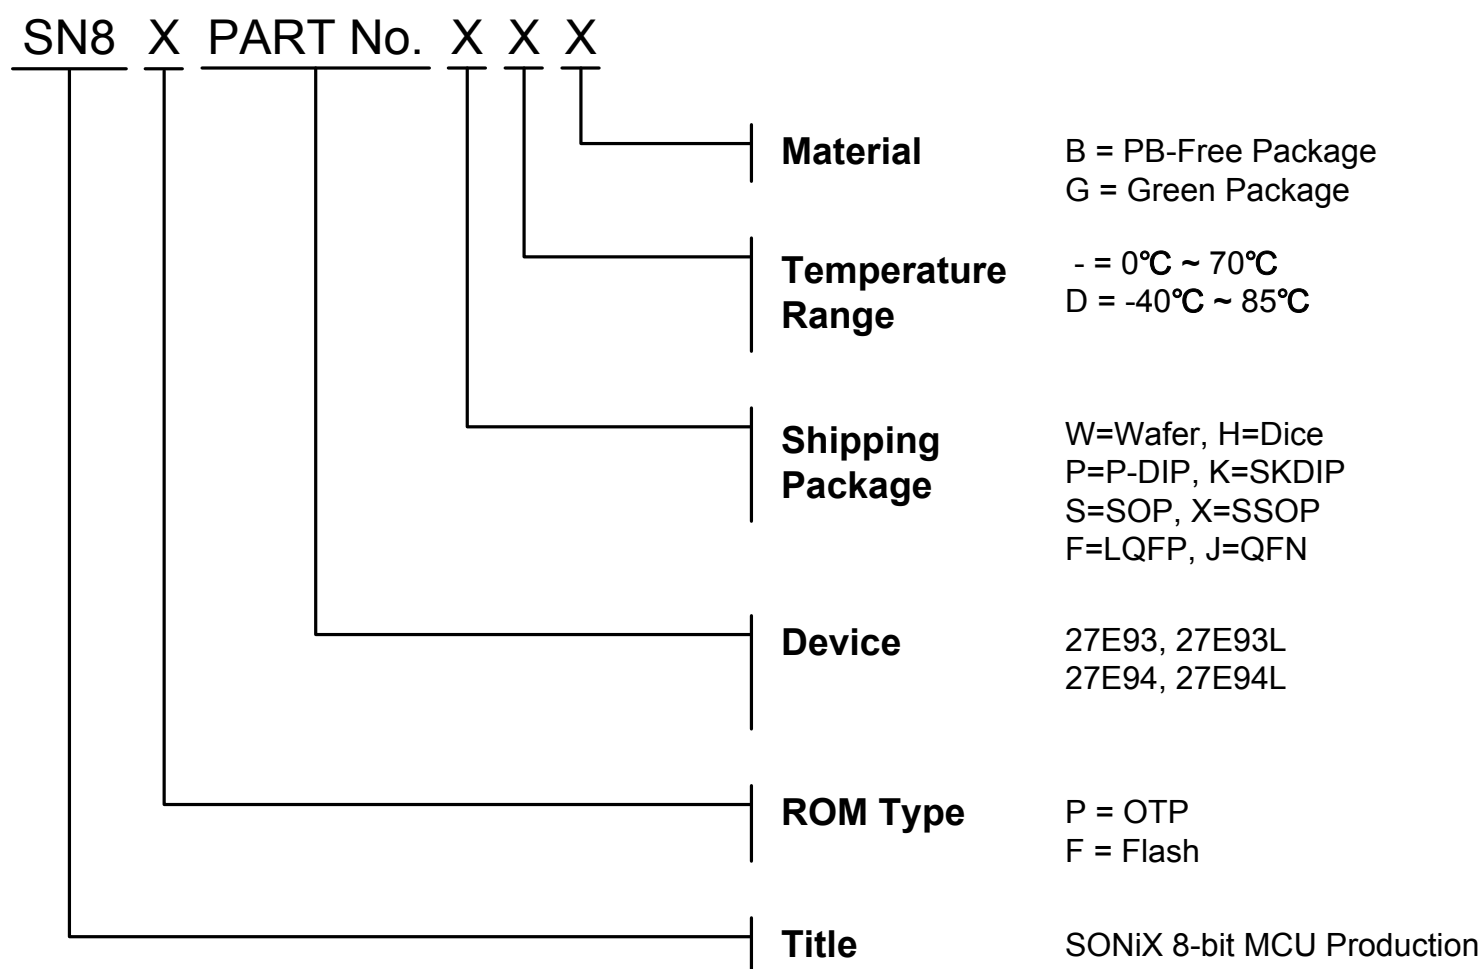 SN8 X PART No. X X X
Material
B = PB-Free Package
G = Green Package
Temperature
Range
- = 0℃ ~ 70℃
D = -40℃ ~ 85℃
Shipping
Package
W=Wafer, H=Dice
P=P-DIP, K=SKDIP
S=SOP, X=SSOP
F=LQFP, J=QFN
Device
27E93, 27E93L
27E94, 27E94L
ROM Type
P = OTP
F = Flash
Title
SONiX 8-bit MCU Production